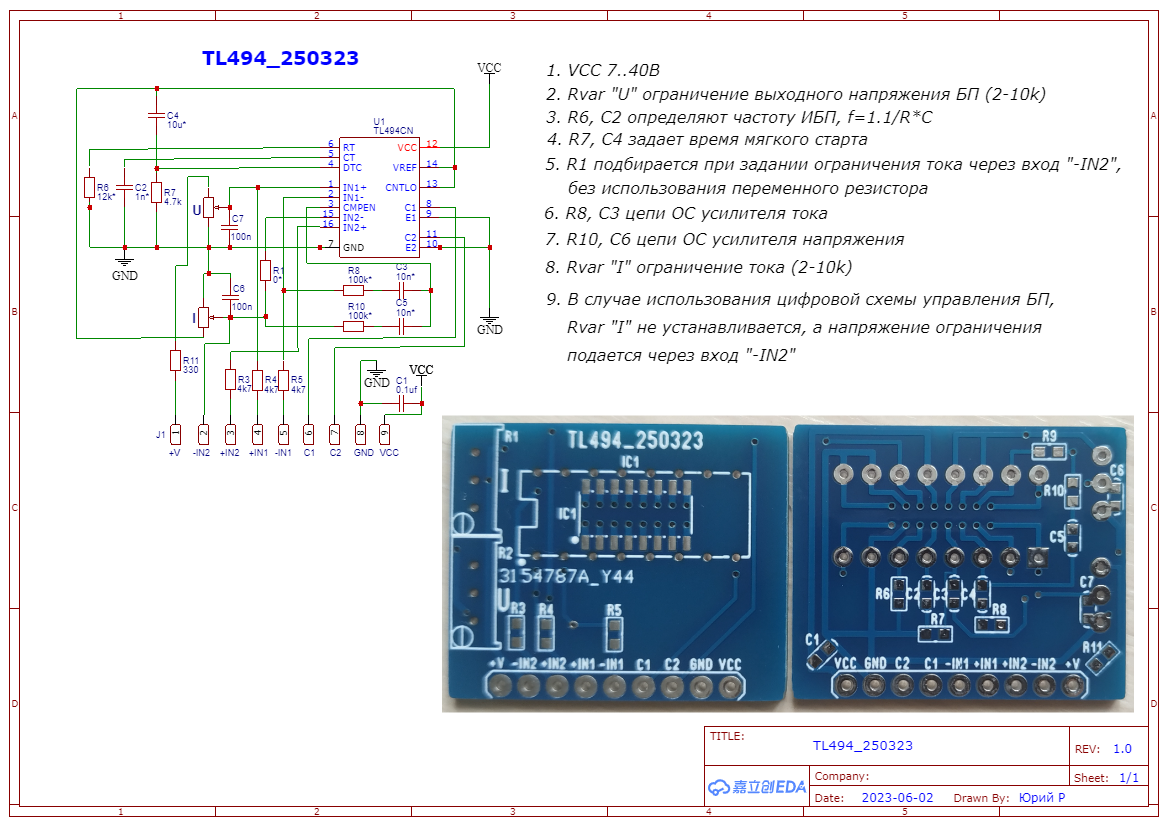 1 2 3 4 5
TL494_250323
VCC
1. VCC 7..40В
2. Rvar "U" ограничение выходного напряжения БП (2-10k)
3. R6, C2 определяют частоту ИБП, f=1.1/R*C
4. R7, C4 задает время мягкого старта
5. R1 подбирается при задании ограничения тока через вход "-IN2",
без использования переменного резистора
6. R8, C3 цепи ОС усилителя тока
7. R10, C6 цепи ОС усилителя напряжения
8. Rvar "I" ограничение тока (2-10k)
9. В случае использования цифровой схемы управления БП,
Rvar "I" не устанавливается, а напряжение ограничения
подается через вход "-IN2"
A A
B B
C C
D D
C4
10u*
U1
TL494CN
6 RT VCC 12
5 CT
4 DTC VREF 14
1 IN1+ CNTLO 13
2 IN1-
3 CMPEN C1 8
15 IN2- E1 9
16 IN2+
C2 11
7 GND E2 10
R6
12k*
C2
1n*
R7
4.7k
U
C7
100n
GND
R1
0*
R8
100k*
C3
10n*
C6
100n
R10
100k*
C5
10n*
I
GND
R11
330
R3
4k7
R4
4k7
R5
4k7
GND
VCC
C1
0.1uf
J1
1 2 3 4 5 6 7 8 9
+V -IN2 +IN2 +IN1 -IN1 C1 C2 GND VCC
R1
TL494_250323
IC1
I
IC1
R2
3154787A_Y44
U
R3 R4 R5
+V -IN2 +IN2 +IN1 -IN1 C1 C2 GND VCC
R9
C6
R10
C5
R6 C2 C3 C4
C7
R8
R7
C1
R11
VCC GND C2 C1 -IN1 +IN1 +IN2 -IN2 +V
TITLE:
TL494_250323
REV: 1.0
嘉立创EDA
Company:
Sheet: 1/1
Date: 2023-06-02 Drawn By: Юрий Р
1 2 3 4 5